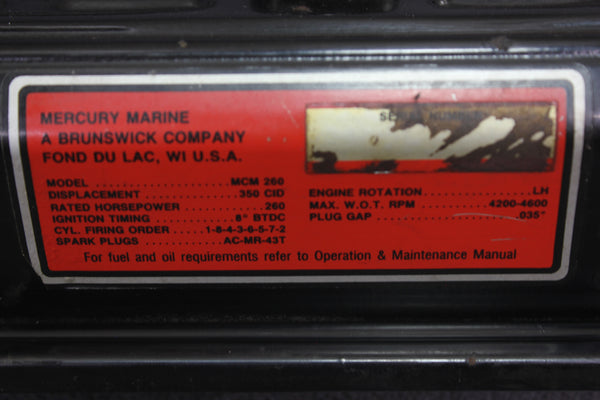 MERCURY MARINE
A BRUNSWICK COMPANY
FOND DU LAC, WI U.S.A.
SERIAL NUMBER
MODEL ..................... MCM 260
DISPLACEMENT ............... 350 CID
RATED HORSEPOWER ........... 260
IGNITION TIMING ........ 8° BTDC
CYL. FIRING ORDER ..... 1-8-4-3-6-5-7-2
SPARK PLUGS ........... AC-MR-43T
ENGINE ROTATION ................. LH
MAX. W.O.T. RPM ......... 4200-4600
PLUG GAP .................... .035"
For fuel and oil requirements refer to Operation & Maintenance Manual